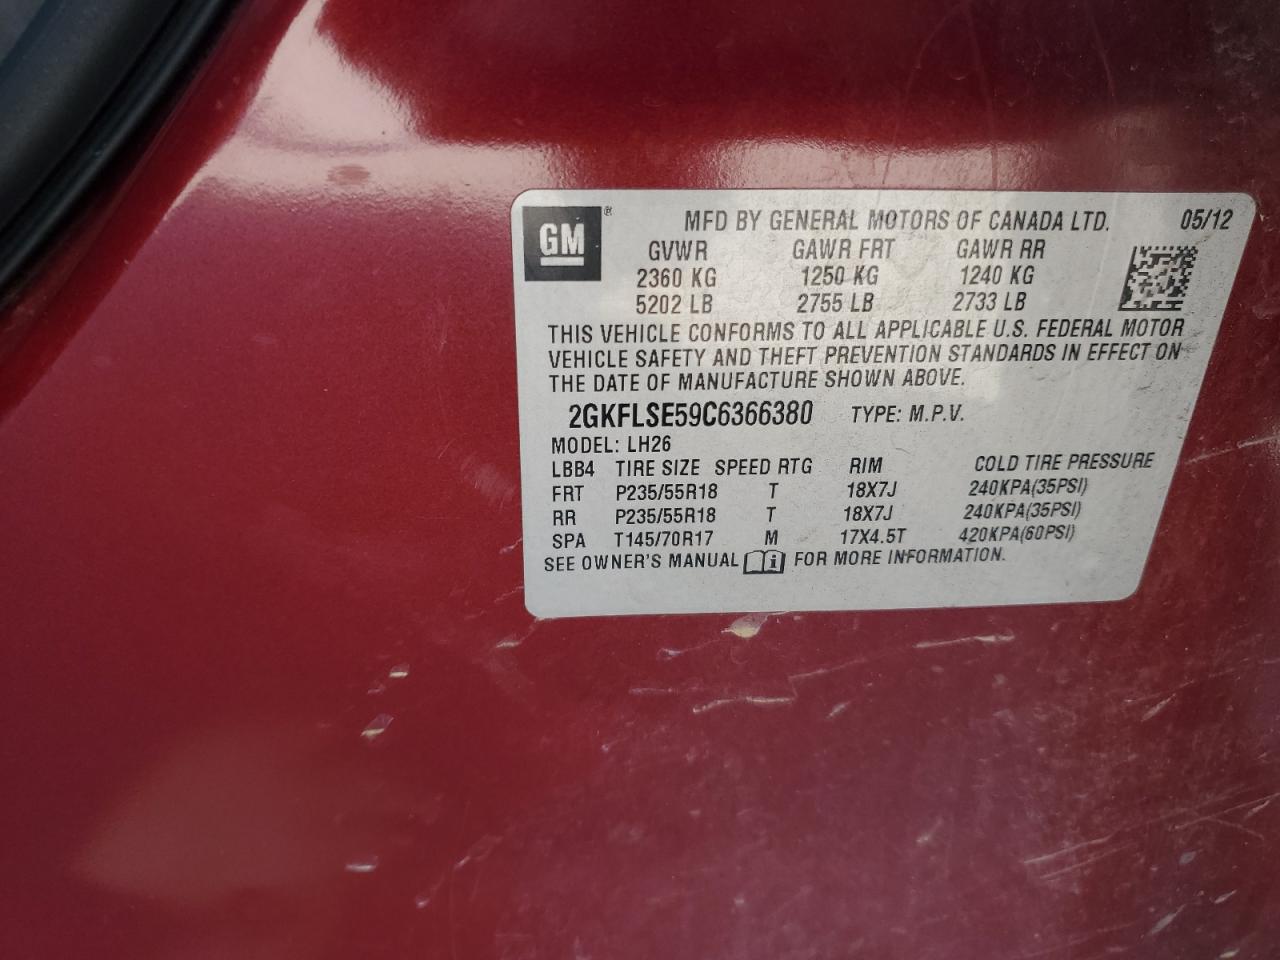 GM ® MFD BY GENERAL MOTORS OF CANADA LTD. 05/12
GVWR GAWR FRT GAWR RR
2360 KG 1250 KG 1240 KG
5202 LB 2755 LB 2733 LB
THIS VEHICLE CONFORMS TO ALL APPLICABLE U.S. FEDERAL MOTOR
VEHICLE SAFETY AND THEFT PREVENTION STANDARDS IN EFFECT ON
THE DATE OF MANUFACTURE SHOWN ABOVE.
2GKFLSE59C6366380 TYPE: M.P.V.
MODEL: LH26
LBB4 TIRE SIZE SPEED RTG RIM COLD TIRE PRESSURE
FRT P235/55R18 T 18X7J 240KPA(35PSI)
RR P235/55R18 T 18X7J 240KPA(35PSI)
SPA T145/70R17 M 17X4.5T 420KPA(60PSI)
SEE OWNER'S MANUAL i FOR MORE INFORMATION.